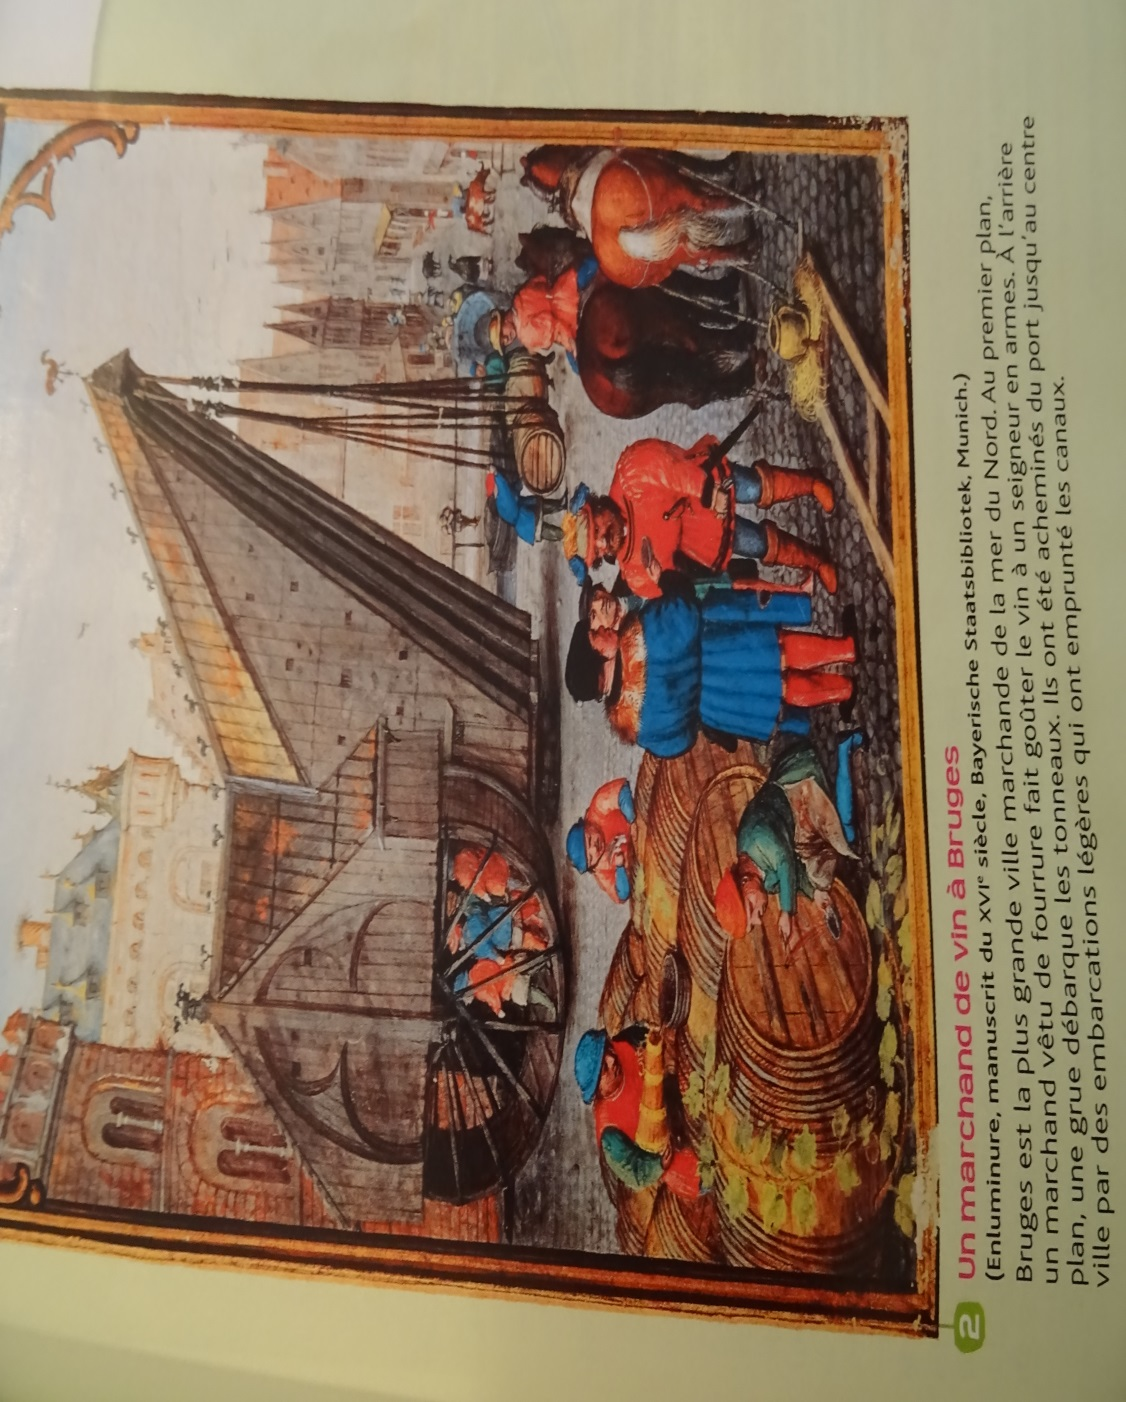 2 Un marchand de vin à Bruges
(Enluminure, manuscrit du XVIe siècle, Bayerische Staatsbibliotek, Munich.)
Bruges est la plus grande ville marchande de la mer du Nord. Au premier plan,
un marchand vêtu de fourrure fait goûter le vin à un seigneur en armes. À l'arrière
plan, une grue débarque les tonneaux. Ils ont été acheminés du port jusqu'au centre
ville par des embarcations légères qui ont emprunté les canaux.